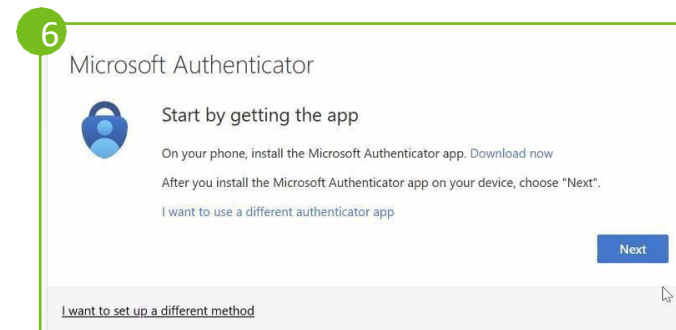 6
Microsoft Authenticator
Start by getting the app
On your phone, install the Microsoft Authenticator app. Download now
After you install the Microsoft Authenticator app on your device, choose "Next".
I want to use a different authenticator app
Next
I want to set up a different method